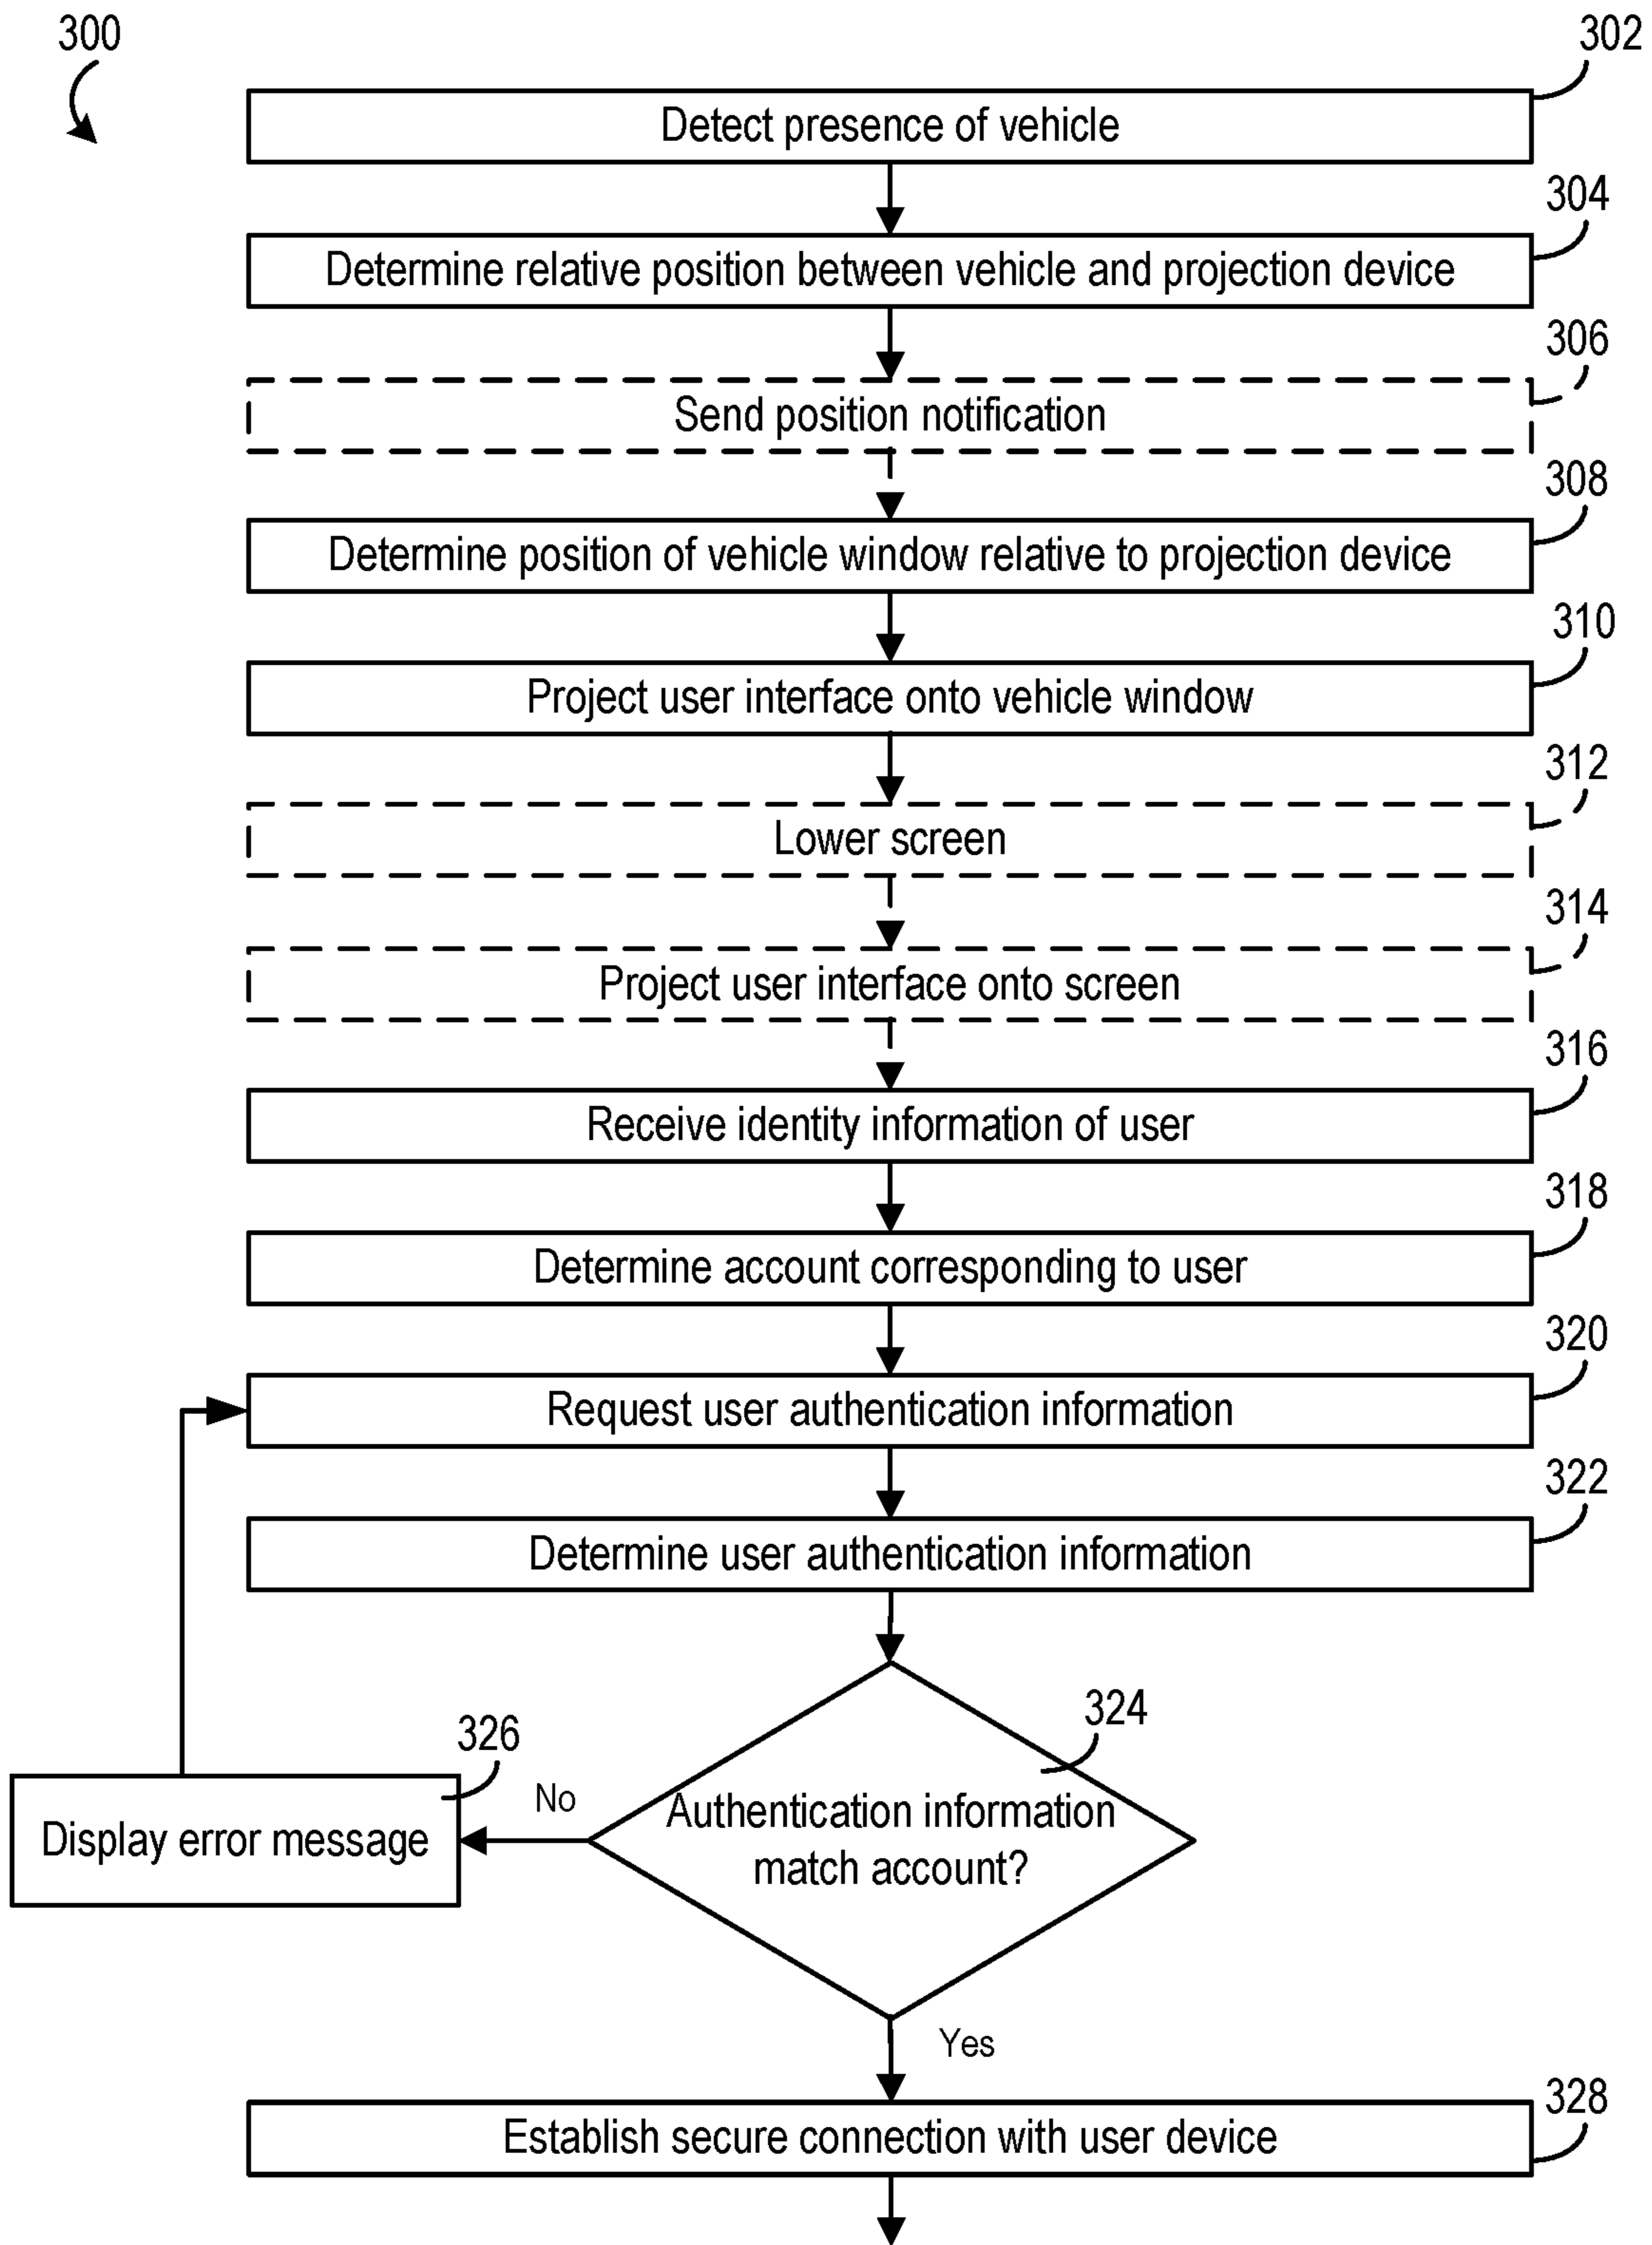 300
302
Detect presence of vehicle
304
Determine relative position between vehicle and projection device
306
Send position notification
308
Determine position of vehicle window relative to projection device
310
Project user interface onto vehicle window
312
Lower screen
314
Project user interface onto screen
316
Receive identity information of user
318
Determine account corresponding to user
320
Request user authentication information
322
Determine user authentication information
324
Authentication information
match account?
326
No
Display error message
Yes
328
Establish secure connection with user device